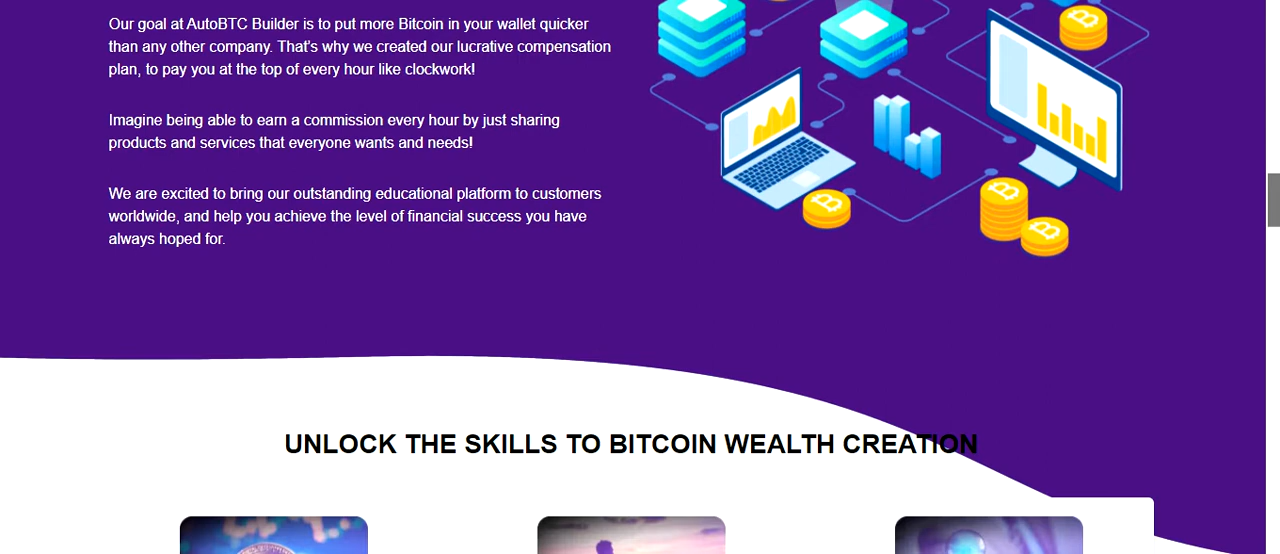 Our goal at AutoBTC Builder is to put more Bitcoin in your wallet quicker
than any other company. That's why we created our lucrative compensation
plan, to pay you at the top of every hour like clockwork!
Imagine being able to earn a commission every hour by just sharing
products and services that everyone wants and needs!
We are excited to bring our outstanding educational platform to customers
worldwide, and help you achieve the level of financial success you have
always hoped for.
UNLOCK THE SKILLS TO BITCOIN WEALTH CREATION